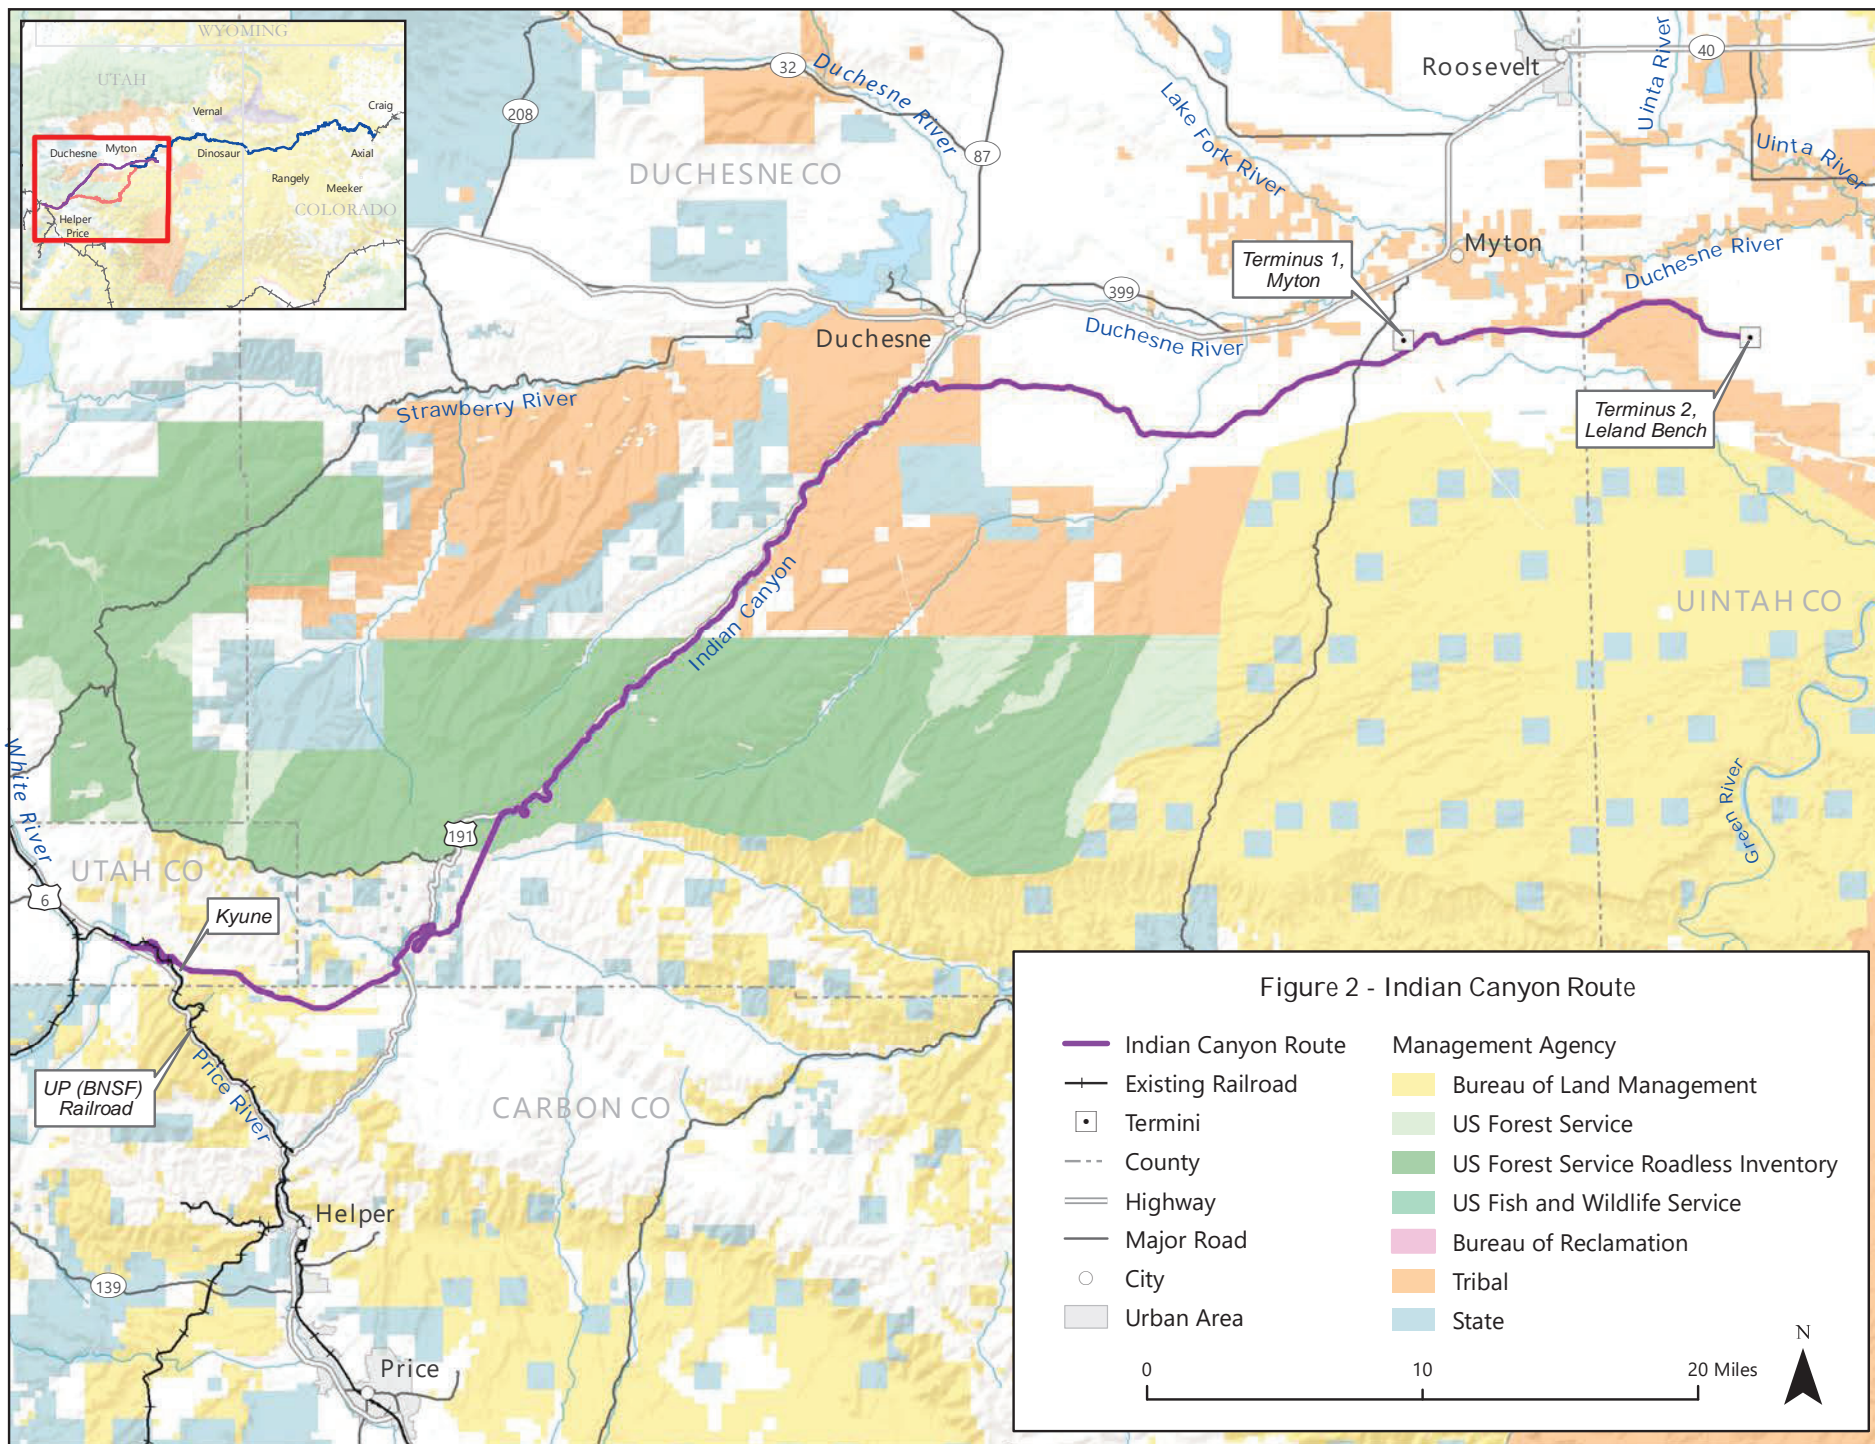 WYOMING
UTAH
Vernal
Craig
Duchesne
Myton
Dinosaur
Axial
Rangely
Meeker
COLORADO
Helper
Price
208
32
Duchesne River
87
DUCHESNE CO
Lake Fork River
Roosevelt
40
Uinta River
Uinta River
Myton
Duchesne River
Terminus 1,
Myton
399
Duchesne River
Duchesne
Strawberry River
Terminus 2,
Leland Bench
Indian Canyon
UINTAH CO
White River
Green River
191
UTAH CO
6
Kyune
UP (BNSF)
Railroad
Price River
CARBON CO
Helper
139
Price
Figure 2 - Indian Canyon Route
Indian Canyon Route
Existing Railroad
Termini
County
Highway
Major Road
City
Urban Area
Management Agency
Bureau of Land Management
US Forest Service
US Forest Service Roadless Inventory
US Fish and Wildlife Service
Bureau of Reclamation
Tribal
State
0 10 20 Miles
N